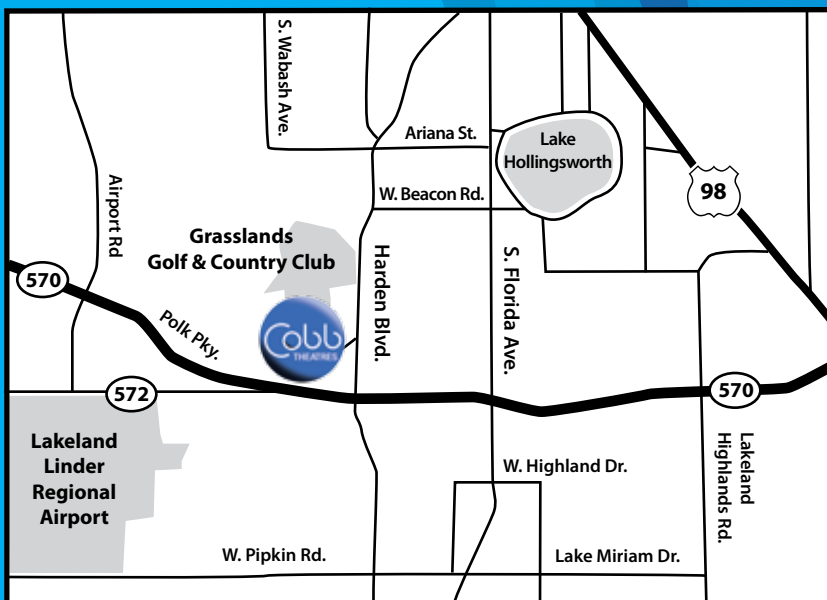 S. Wabash Ave.
Ariana St.
Lake
Hollingsworth
98
W. Beacon Rd.
Airport Rd
Grasslands
Golf & Country Club
Harden Blvd.
S. Florida Ave.
570
Polk Pky.
Cobb
THEATRES
572
570
Lakeland
Linder
Regional
Airport
W. Highland Dr.
Lakeland
Highlands Rd.
W. Pipkin Rd.
Lake Miriam Dr.